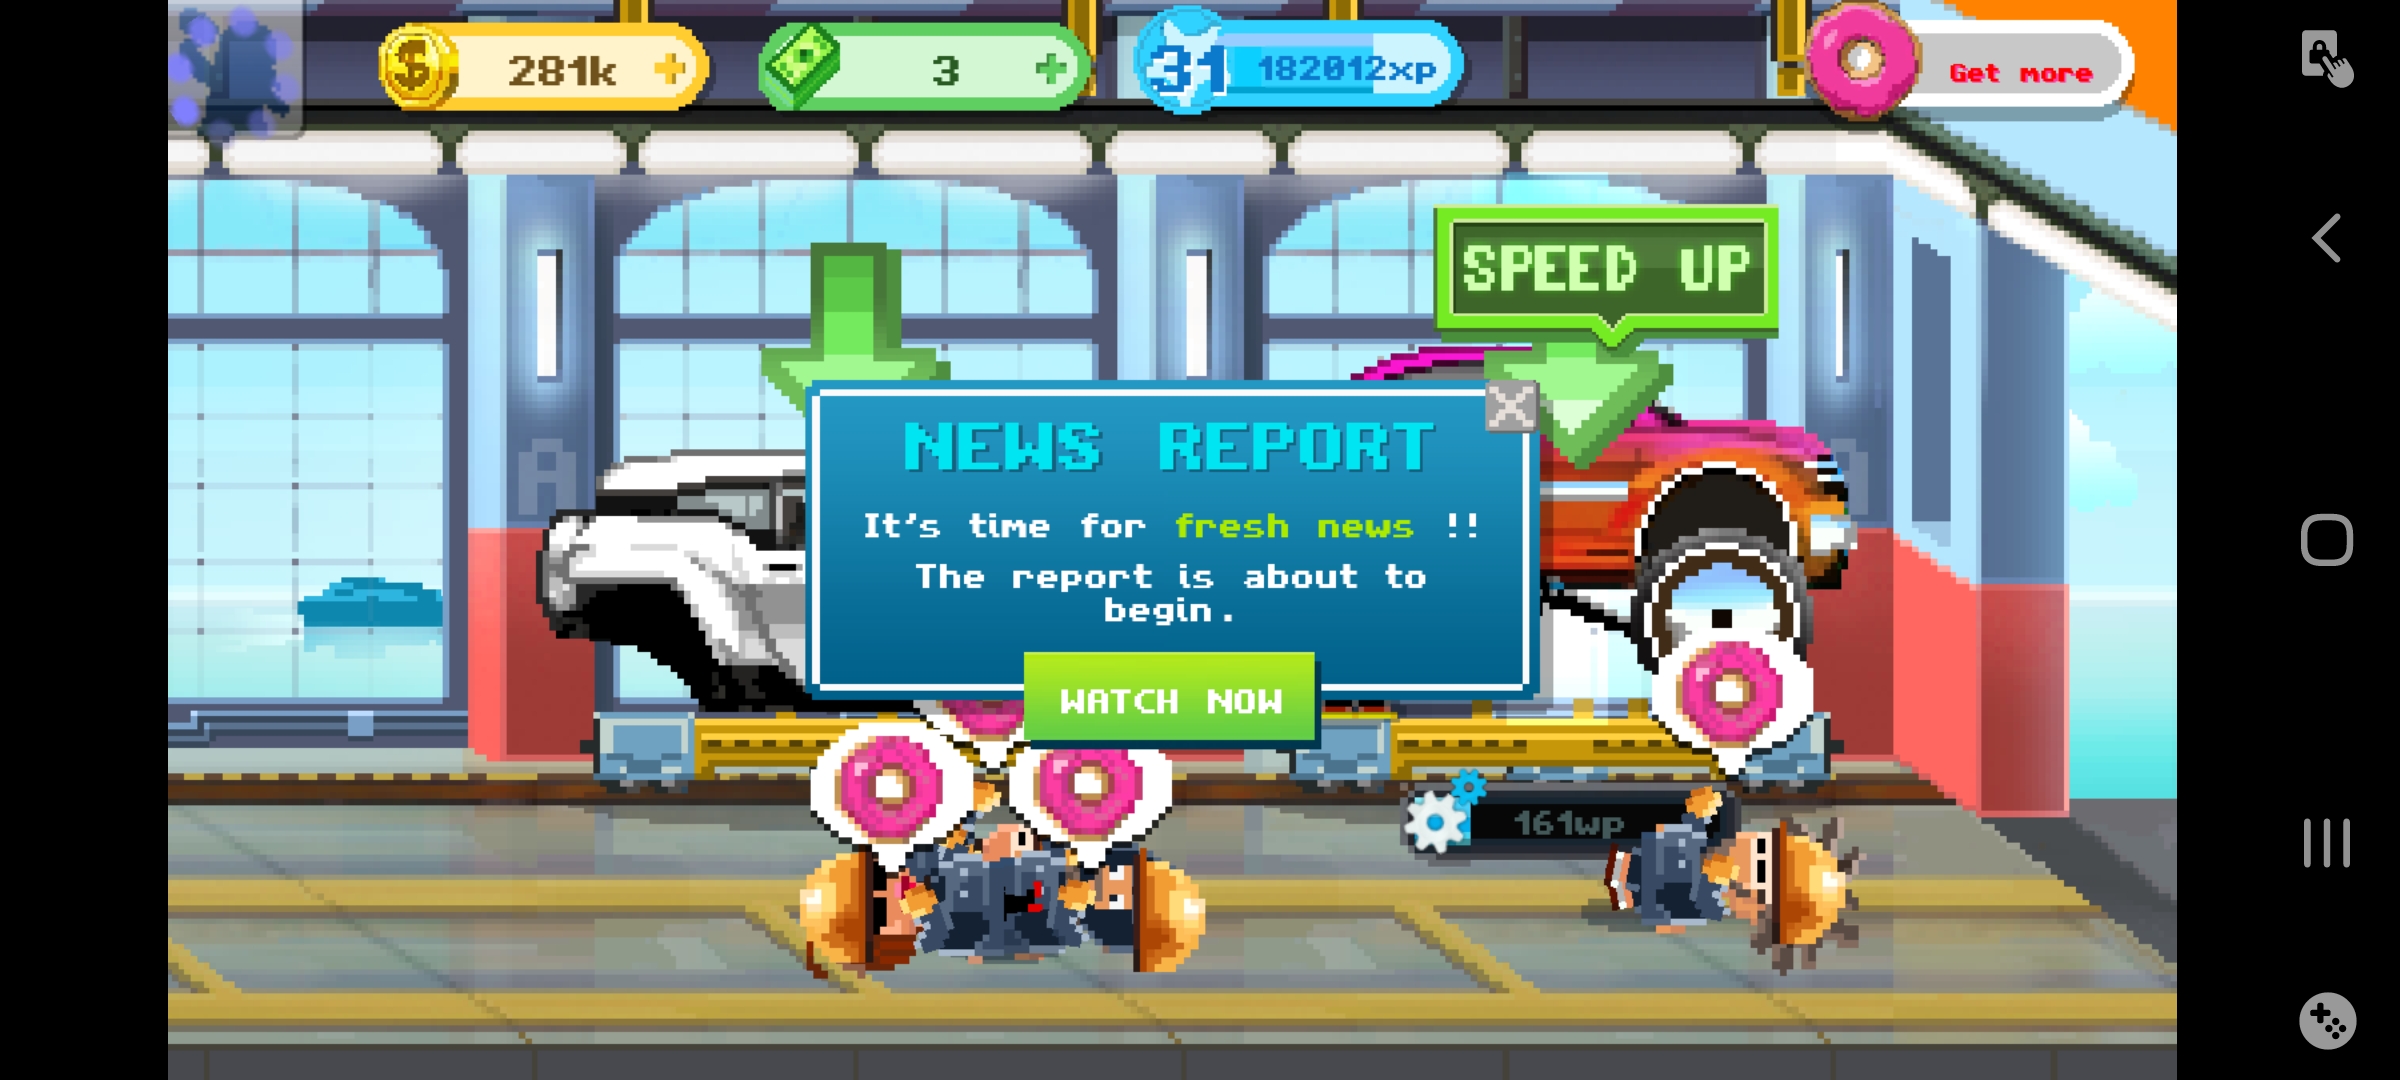 281k
3
31 182012xp
Get more
SPEED UP
NEWS REPORT
It's time for fresh news !!
The report is about to
begin.
WATCH NOW
161wp
A